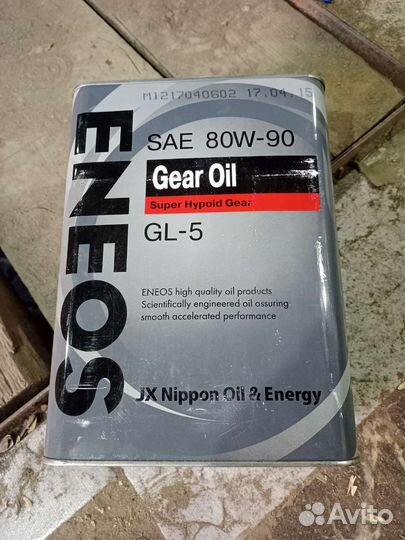 M1217040602 17.04.15
ENEOS
SAE 80W-90
Gear Oil
Super Hypoid Gear
GL-5
ENEOS high quality oil products
Scientifically engineered oil assuring
smooth accelerated performance
JX Nippon Oil & Energy
Avito